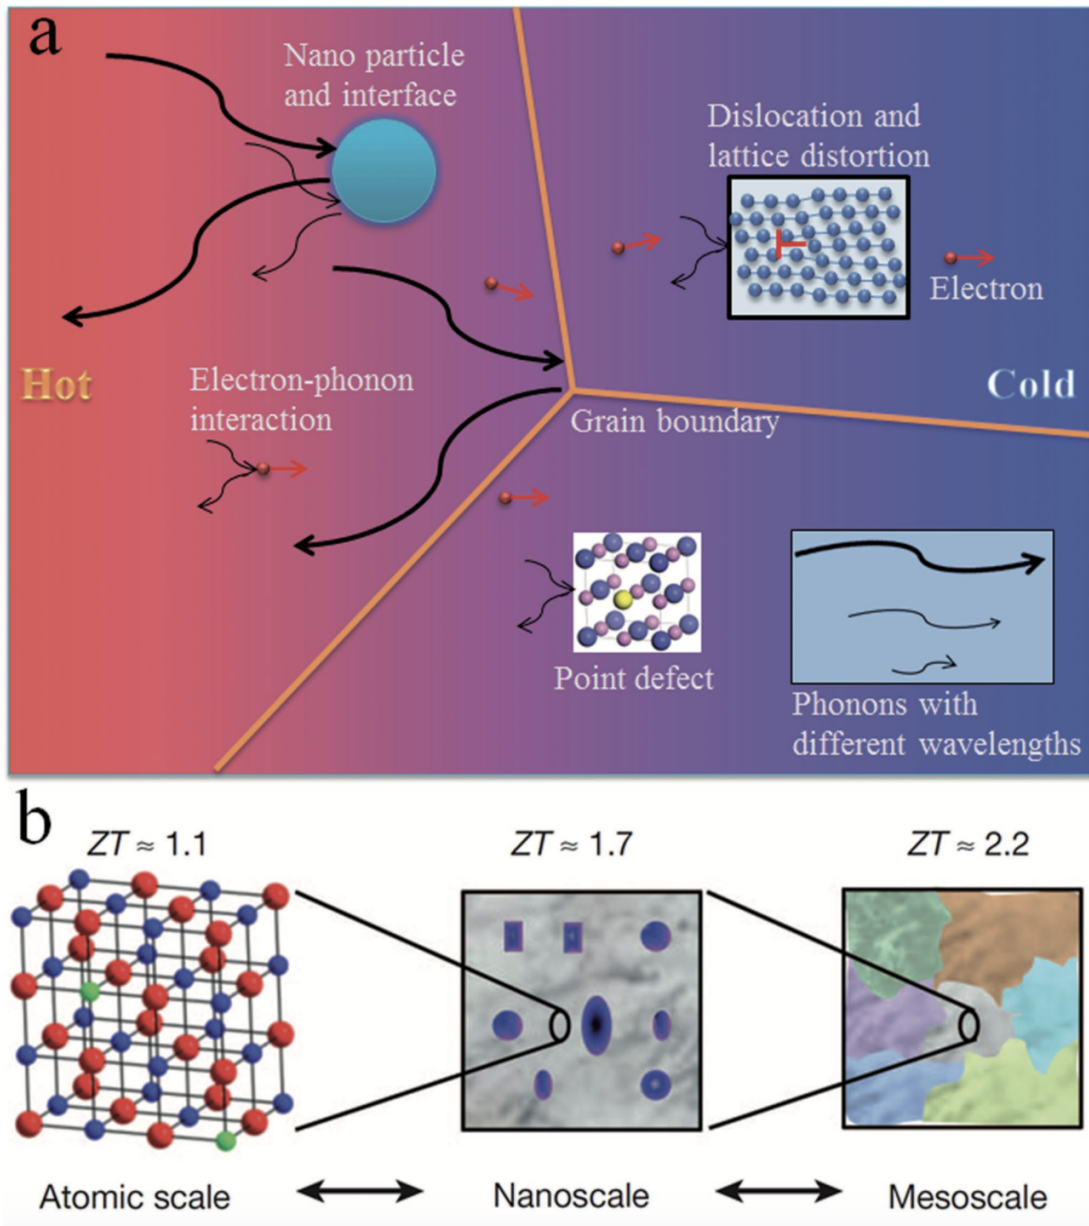 a
Nano particle
and interface
Dislocation and
lattice distortion
Electron
Hot
Cold
Electron-phonon
interaction
Grain boundary
Point defect
Phonons with
different wavelengths
b
ZT ≈ 1.1
ZT ≈ 1.7
ZT ≈ 2.2
Atomic scale
Nanoscale
Mesoscale